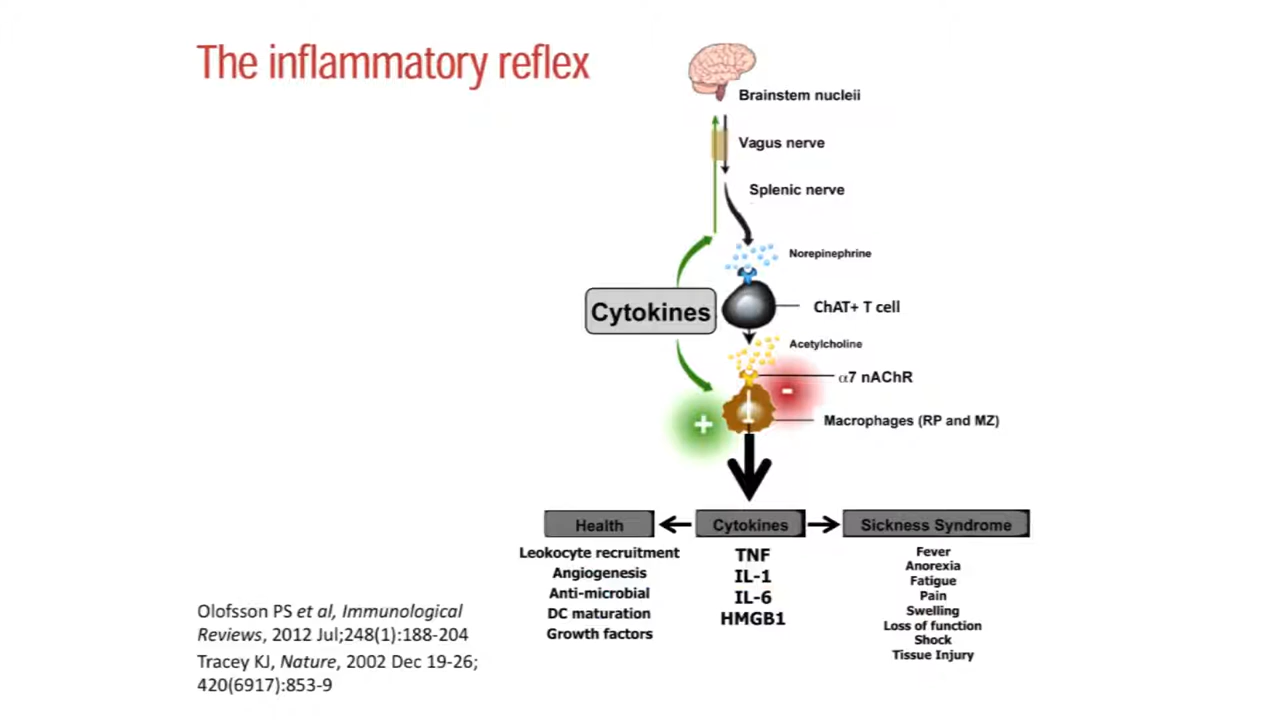 The inflammatory reflex
Brainstem nucleii
Vagus nerve
Splenic nerve
Norepinephrine
Cytokines
ChAT+ T cell
Acetylcholine
α7 nAChR
-
+
Macrophages (RP and MZ)
Health
Cytokines
Sickness Syndrome
Leokocyte recruitment
Angiogenesis
Anti-microbial
DC maturation
Growth factors
TNF
IL-1
IL-6
HMGB1
Fever
Anorexia
Fatigue
Pain
Swelling
Loss of function
Shock
Tissue Injury
Olofsson PS et al, Immunological
Reviews, 2012 Jul;248(1):188-204
Tracey KJ, Nature, 2002 Dec 19-26;
420(6917):853-9